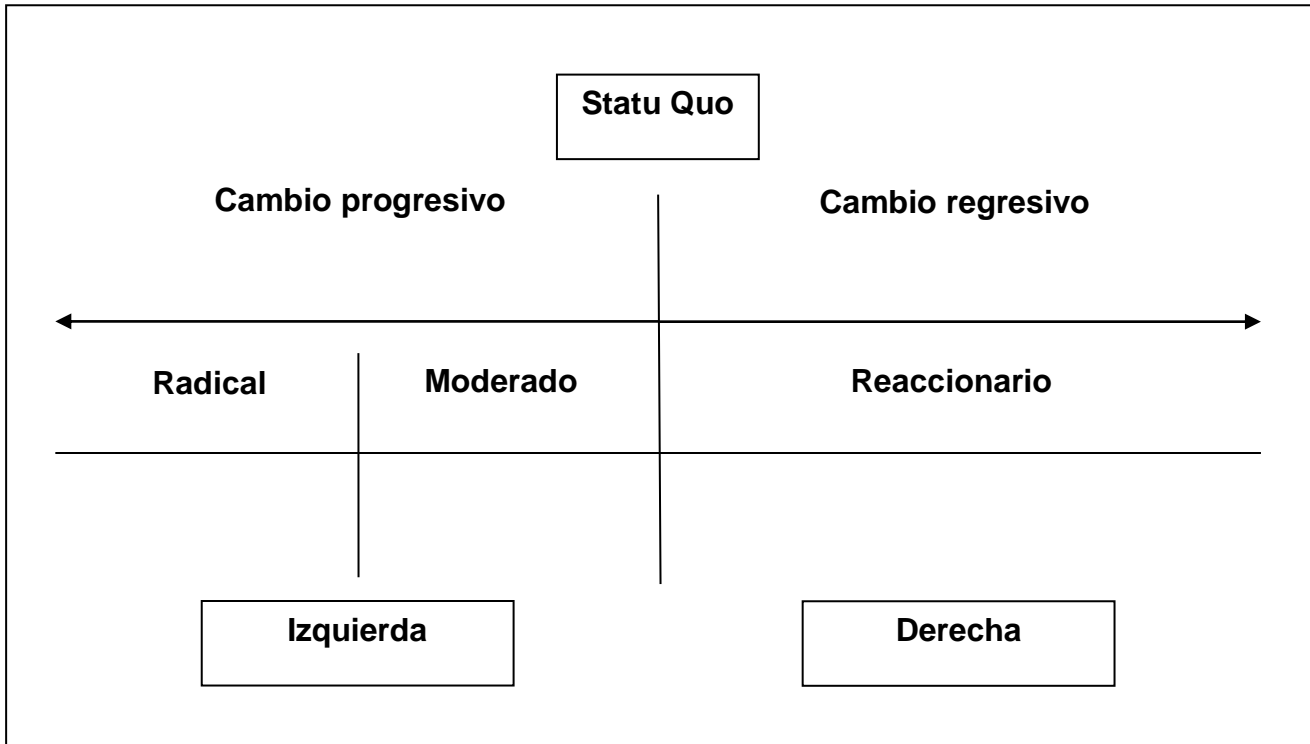 Statu Quo
Cambio progresivo
Cambio regresivo
Radical
Moderado
Reaccionario
Izquierda
Derecha